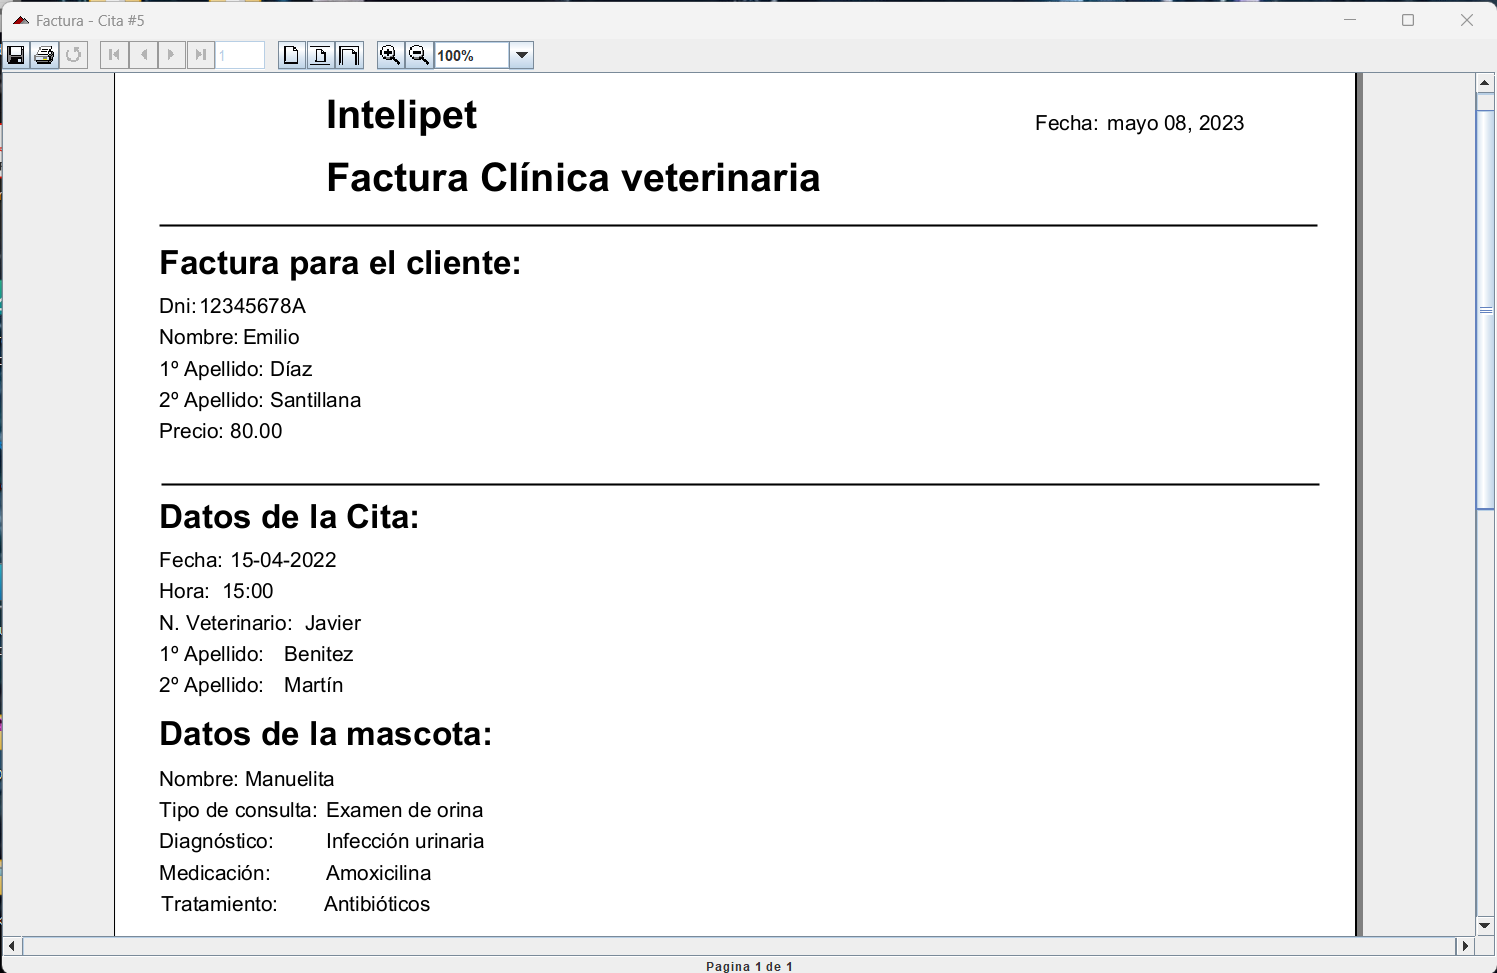 Factura - Cita #5
1
100%
Intelipet
Fecha: mayo 08, 2023
Factura Clínica veterinaria
Factura para el cliente:
Dni: 12345678A
Nombre: Emilio
1º Apellido: Díaz
2º Apellido: Santillana
Precio: 80.00
Datos de la Cita:
Fecha: 15-04-2022
Hora: 15:00
N. Veterinario: Javier
1º Apellido: Benitez
2º Apellido: Martín
Datos de la mascota:
Nombre: Manuelita
Tipo de consulta: Examen de orina
Diagnóstico: Infección urinaria
Medicación: Amoxicilina
Tratamiento: Antibióticos
Pagina 1 de 1